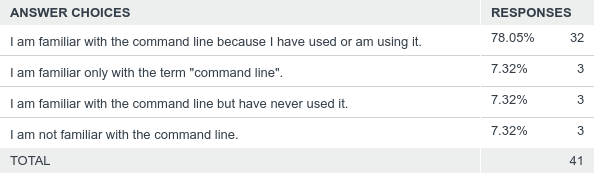 ANSWER CHOICES RESPONSES
I am familiar with the command line because I have used or am using it. 78.05% 32
I am familiar only with the term "command line". 7.32% 3
I am familiar with the command line but have never used it. 7.32% 3
I am not familiar with the command line. 7.32% 3
TOTAL 41